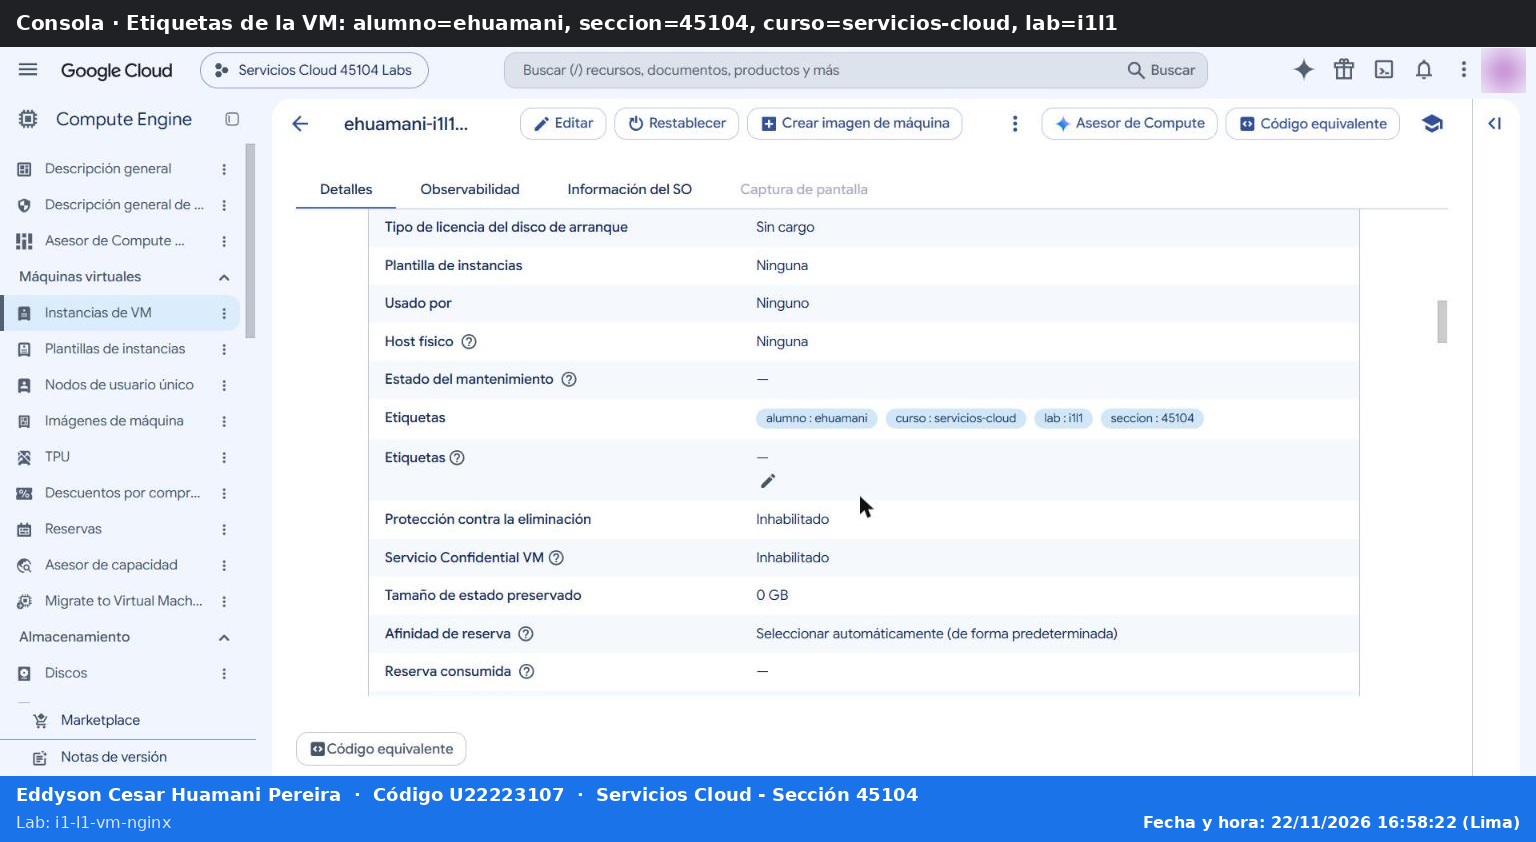 Consola · Etiquetas de la VM: alumno=ehuamani, seccion=45104, curso=servicios-cloud, lab=i1l1
Google Cloud
Servicios Cloud 45104 Labs
Buscar (/) recursos, documentos, productos y más
Buscar
Compute Engine
ehuamani-i1l1...
Editar
Restablecer
Crear imagen de máquina
Asesor de Compute
Código equivalente
Descripción general
Descripción general de ...
Asesor de Compute ...
Máquinas virtuales
Instancias de VM
Plantillas de instancias
Nodos de usuario único
Imágenes de máquina
TPU
Descuentos por compr...
Reservas
Asesor de capacidad
Migrate to Virtual Mach...
Almacenamiento
Discos
Marketplace
Notas de versión
Detalles
Observabilidad
Información del SO
Captura de pantalla
Tipo de licencia del disco de arranque Sin cargo
Plantilla de instancias Ninguna
Usado por Ninguno
Host físico Ninguna
Estado del mantenimiento —
Etiquetas alumno : ehuamani curso : servicios-cloud lab : i1l1 seccion : 45104
Etiquetas —
Protección contra la eliminación Inhabilitado
Servicio Confidential VM Inhabilitado
Tamaño de estado preservado 0 GB
Afinidad de reserva Seleccionar automáticamente (de forma predeterminada)
Reserva consumida —
Código equivalente
Eddyson Cesar Huamani Pereira · Código U22223107 · Servicios Cloud - Sección 45104
Lab: i1-l1-vm-nginx
Fecha y hora: 22/11/2026 16:58:22 (Lima)